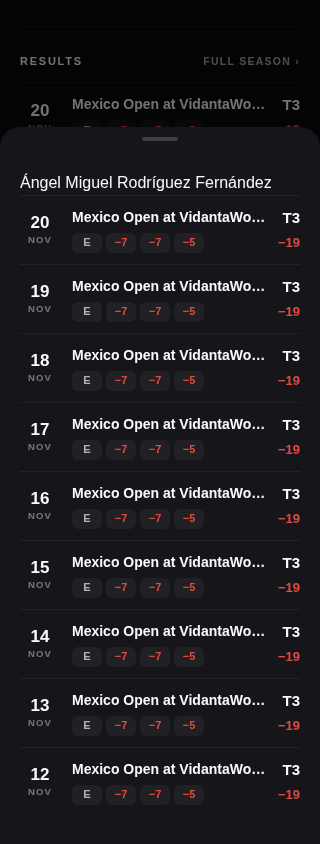 RESULTS FULL SEASON ›
20 Mexico Open at VidantaWo... T3
Ángel Miguel Rodríguez Fernández
20 Mexico Open at VidantaWo... T3
NOV E −7 −7 −5 −19
19 Mexico Open at VidantaWo... T3
NOV E −7 −7 −5 −19
18 Mexico Open at VidantaWo... T3
NOV E −7 −7 −5 −19
17 Mexico Open at VidantaWo... T3
NOV E −7 −7 −5 −19
16 Mexico Open at VidantaWo... T3
NOV E −7 −7 −5 −19
15 Mexico Open at VidantaWo... T3
NOV E −7 −7 −5 −19
14 Mexico Open at VidantaWo... T3
NOV E −7 −7 −5 −19
13 Mexico Open at VidantaWo... T3
NOV E −7 −7 −5 −19
12 Mexico Open at VidantaWo... T3
NOV E −7 −7 −5 −19